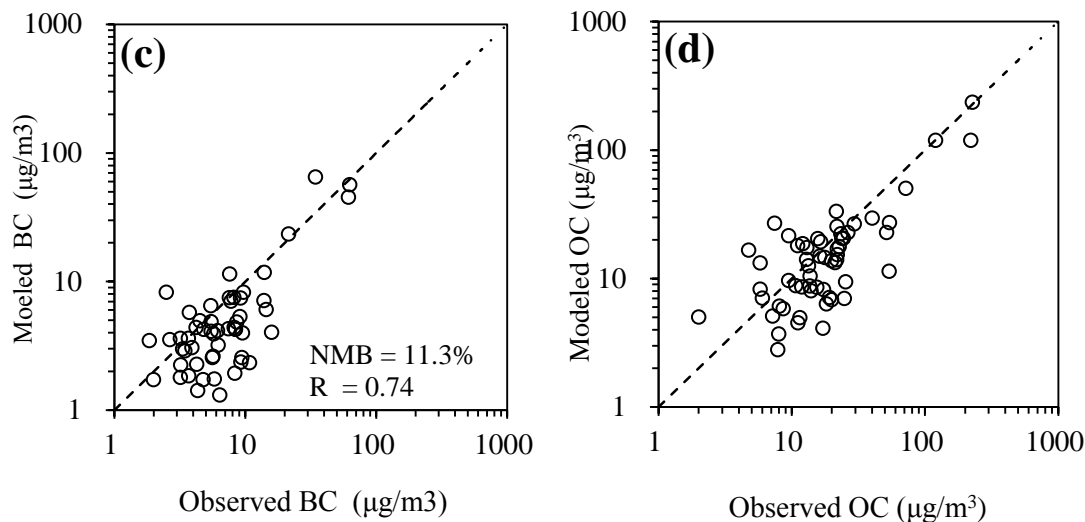 (c)
1000
100
10
1
Moeled BC (μg/m3)
NMB = 11.3%
R = 0.74
1 10 100 1000
Observed BC (μg/m3)
(d)
1000
100
10
1
Modeled OC (μg/m³)
1 10 100 1000
Observed OC (μg/m³)